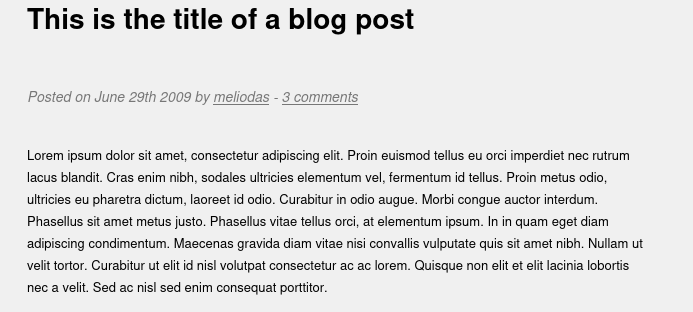 This is the title of a blog post
Posted on June 29th 2009 by meliodas - 3 comments
Lorem ipsum dolor sit amet, consectetur adipiscing elit. Proin euismod tellus eu orci imperdiet nec rutrum
lacus blandit. Cras enim nibh, sodales ultricies elementum vel, fermentum id tellus. Proin metus odio,
ultricies eu pharetra dictum, laoreet id odio. Curabitur in odio augue. Morbi congue auctor interdum.
Phasellus sit amet metus justo. Phasellus vitae tellus orci, at elementum ipsum. In in quam eget diam
adipiscing condimentum. Maecenas gravida diam vitae nisi convallis vulputate quis sit amet nibh. Nullam ut
velit tortor. Curabitur ut elit id nisl volutpat consectetur ac ac lorem. Quisque non elit et elit lacinia lobortis
nec a velit. Sed ac nisl sed enim consequat porttitor.